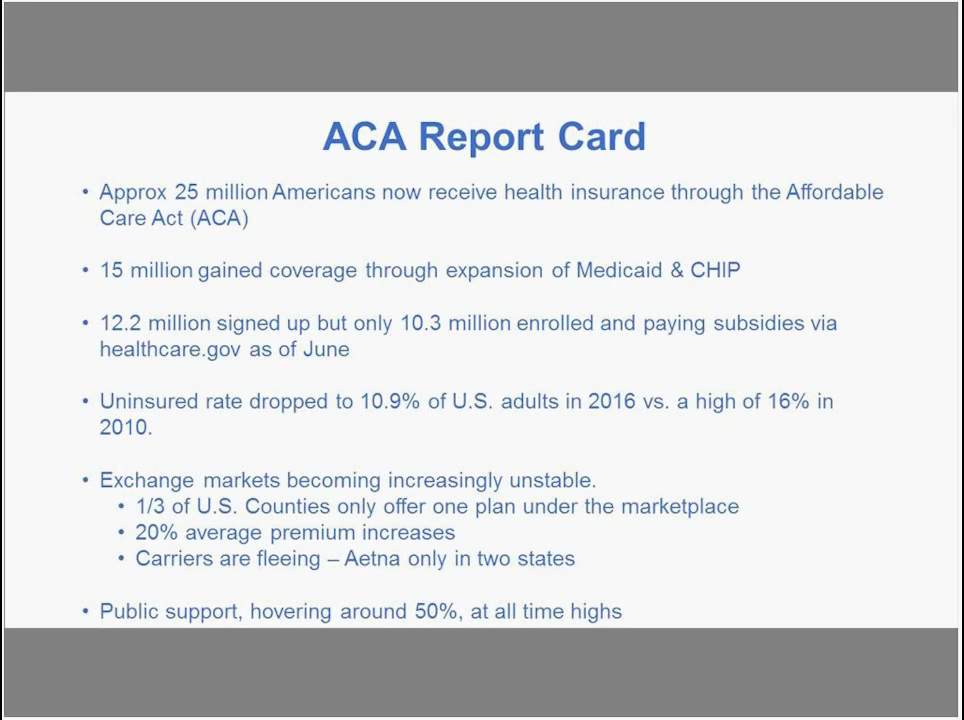 ACA Report Card
• Approx 25 million Americans now receive health insurance through the Affordable
Care Act (ACA)
• 15 million gained coverage through expansion of Medicaid & CHIP
• 12.2 million signed up but only 10.3 million enrolled and paying subsidies via
healthcare.gov as of June
• Uninsured rate dropped to 10.9% of U.S. adults in 2016 vs. a high of 16% in
2010.
• Exchange markets becoming increasingly unstable.
• 1/3 of U.S. Counties only offer one plan under the marketplace
• 20% average premium increases
• Carriers are fleeing – Aetna only in two states
• Public support, hovering around 50%, at all time highs